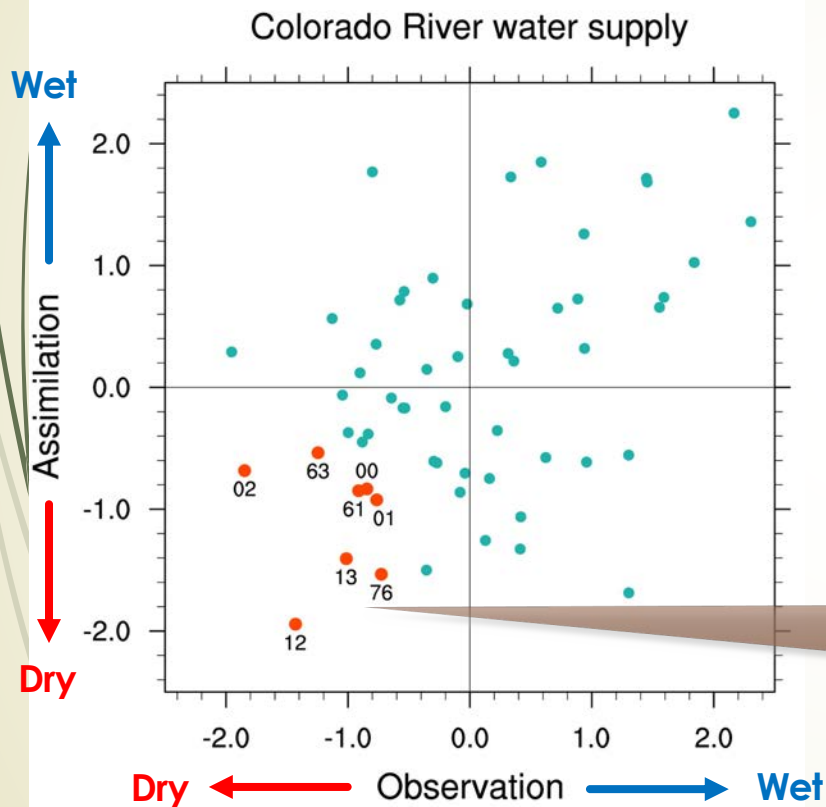 Colorado River water supply
Wet
2.0
1.0
0.0
-1.0
-2.0
Assimilation
Dry
63
00
02
61
01
13
76
12
-2.0 -1.0 0.0 1.0 2.0
Dry Observation Wet